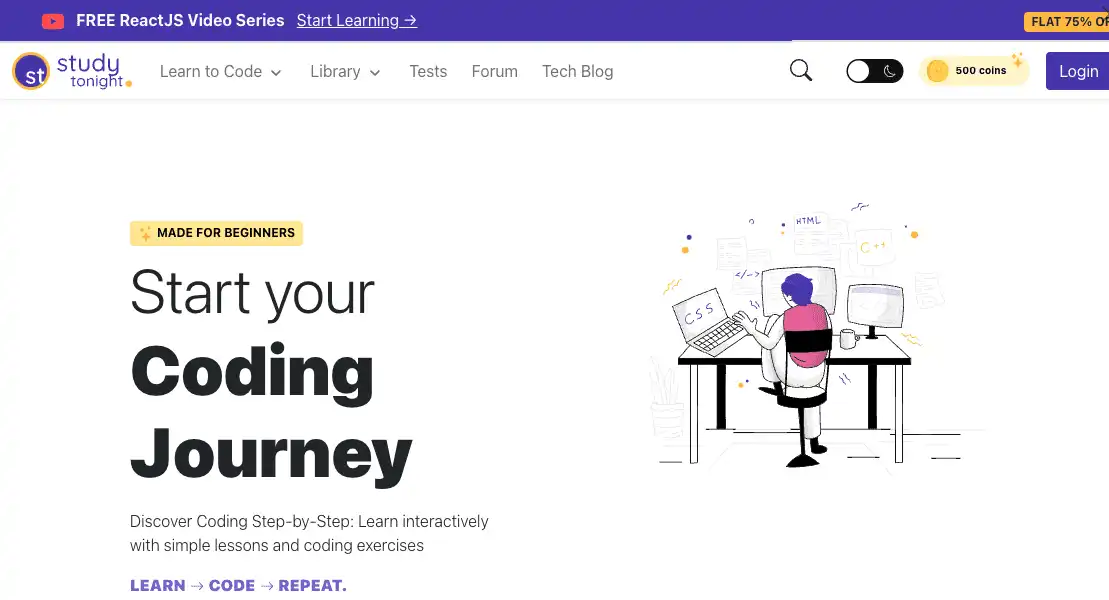 FREE ReactJS Video Series Start Learning →
FLAT 75% OF
st study tonight.
Learn to Code
Library
Tests
Forum
Tech Blog
500 coins
Login
MADE FOR BEGINNERS
Start your
Coding
Journey
Discover Coding Step-by-Step: Learn interactively
with simple lessons and coding exercises
LEARN → CODE → REPEAT.
HTML
C++
</-->
CSS